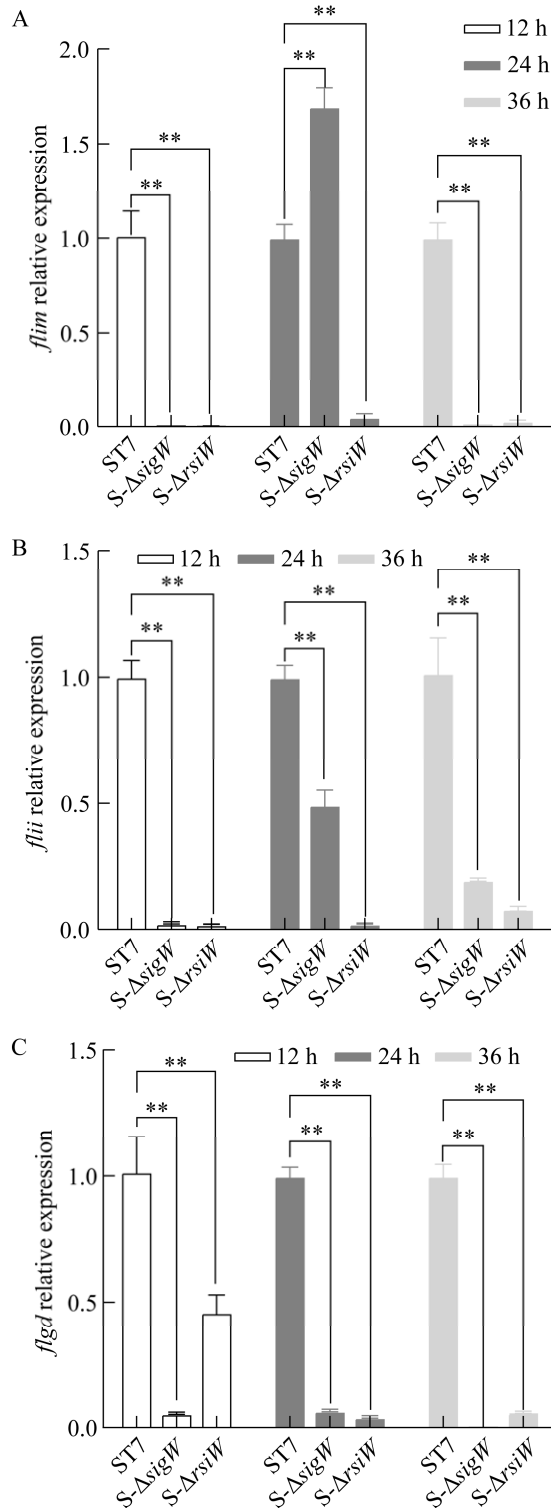 A
12 h
24 h
36 h
flim relative expression
2.0
1.5
1.0
0.5
0.0
** ** ** ** ** **
ST7 S-ΔsigW S-ΔrsiW ST7 S-ΔsigW S-ΔrsiW ST7 S-ΔsigW S-ΔrsiW
B
12 h 24 h 36 h
flii relative expression
1.5
1.0
0.5
0.0
** ** ** ** ** **
ST7 S-ΔsigW S-ΔrsiW ST7 S-ΔsigW S-ΔrsiW ST7 S-ΔsigW S-ΔrsiW
C
12 h 24 h 36 h
flgd relative expression
1.5
1.0
0.5
0.0
** ** ** ** ** **
ST7 S-ΔsigW S-ΔrsiW ST7 S-ΔsigW S-ΔrsiW ST7 S-ΔsigW S-ΔrsiW